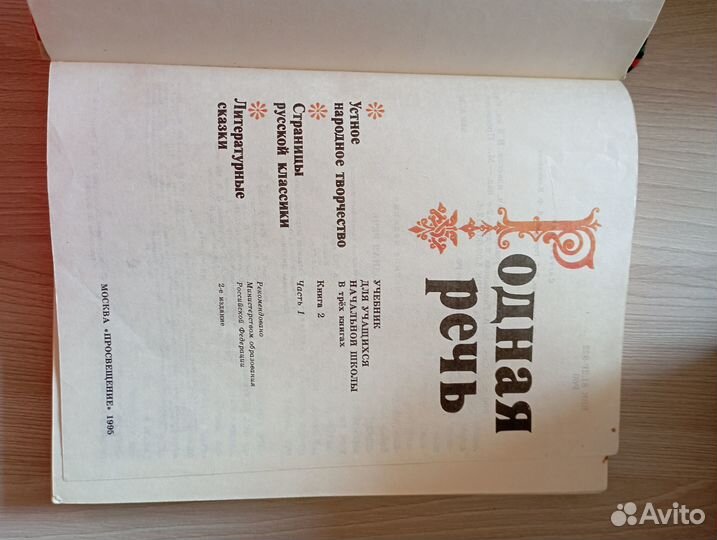 Родная
речь
УЧЕБНИК
ДЛЯ УЧАЩИХСЯ
НАЧАЛЬНОЙ ШКОЛЫ
В трёх книгах
Книга 2
Часть 1
Устное
народное творчество
Страницы
русской классики
Литературные
сказки
Рекомендовано
Министерством образования
Российской Федерации
2-е издание
МОСКВА «ПРОСВЕЩЕНИЕ» 1995
Avito